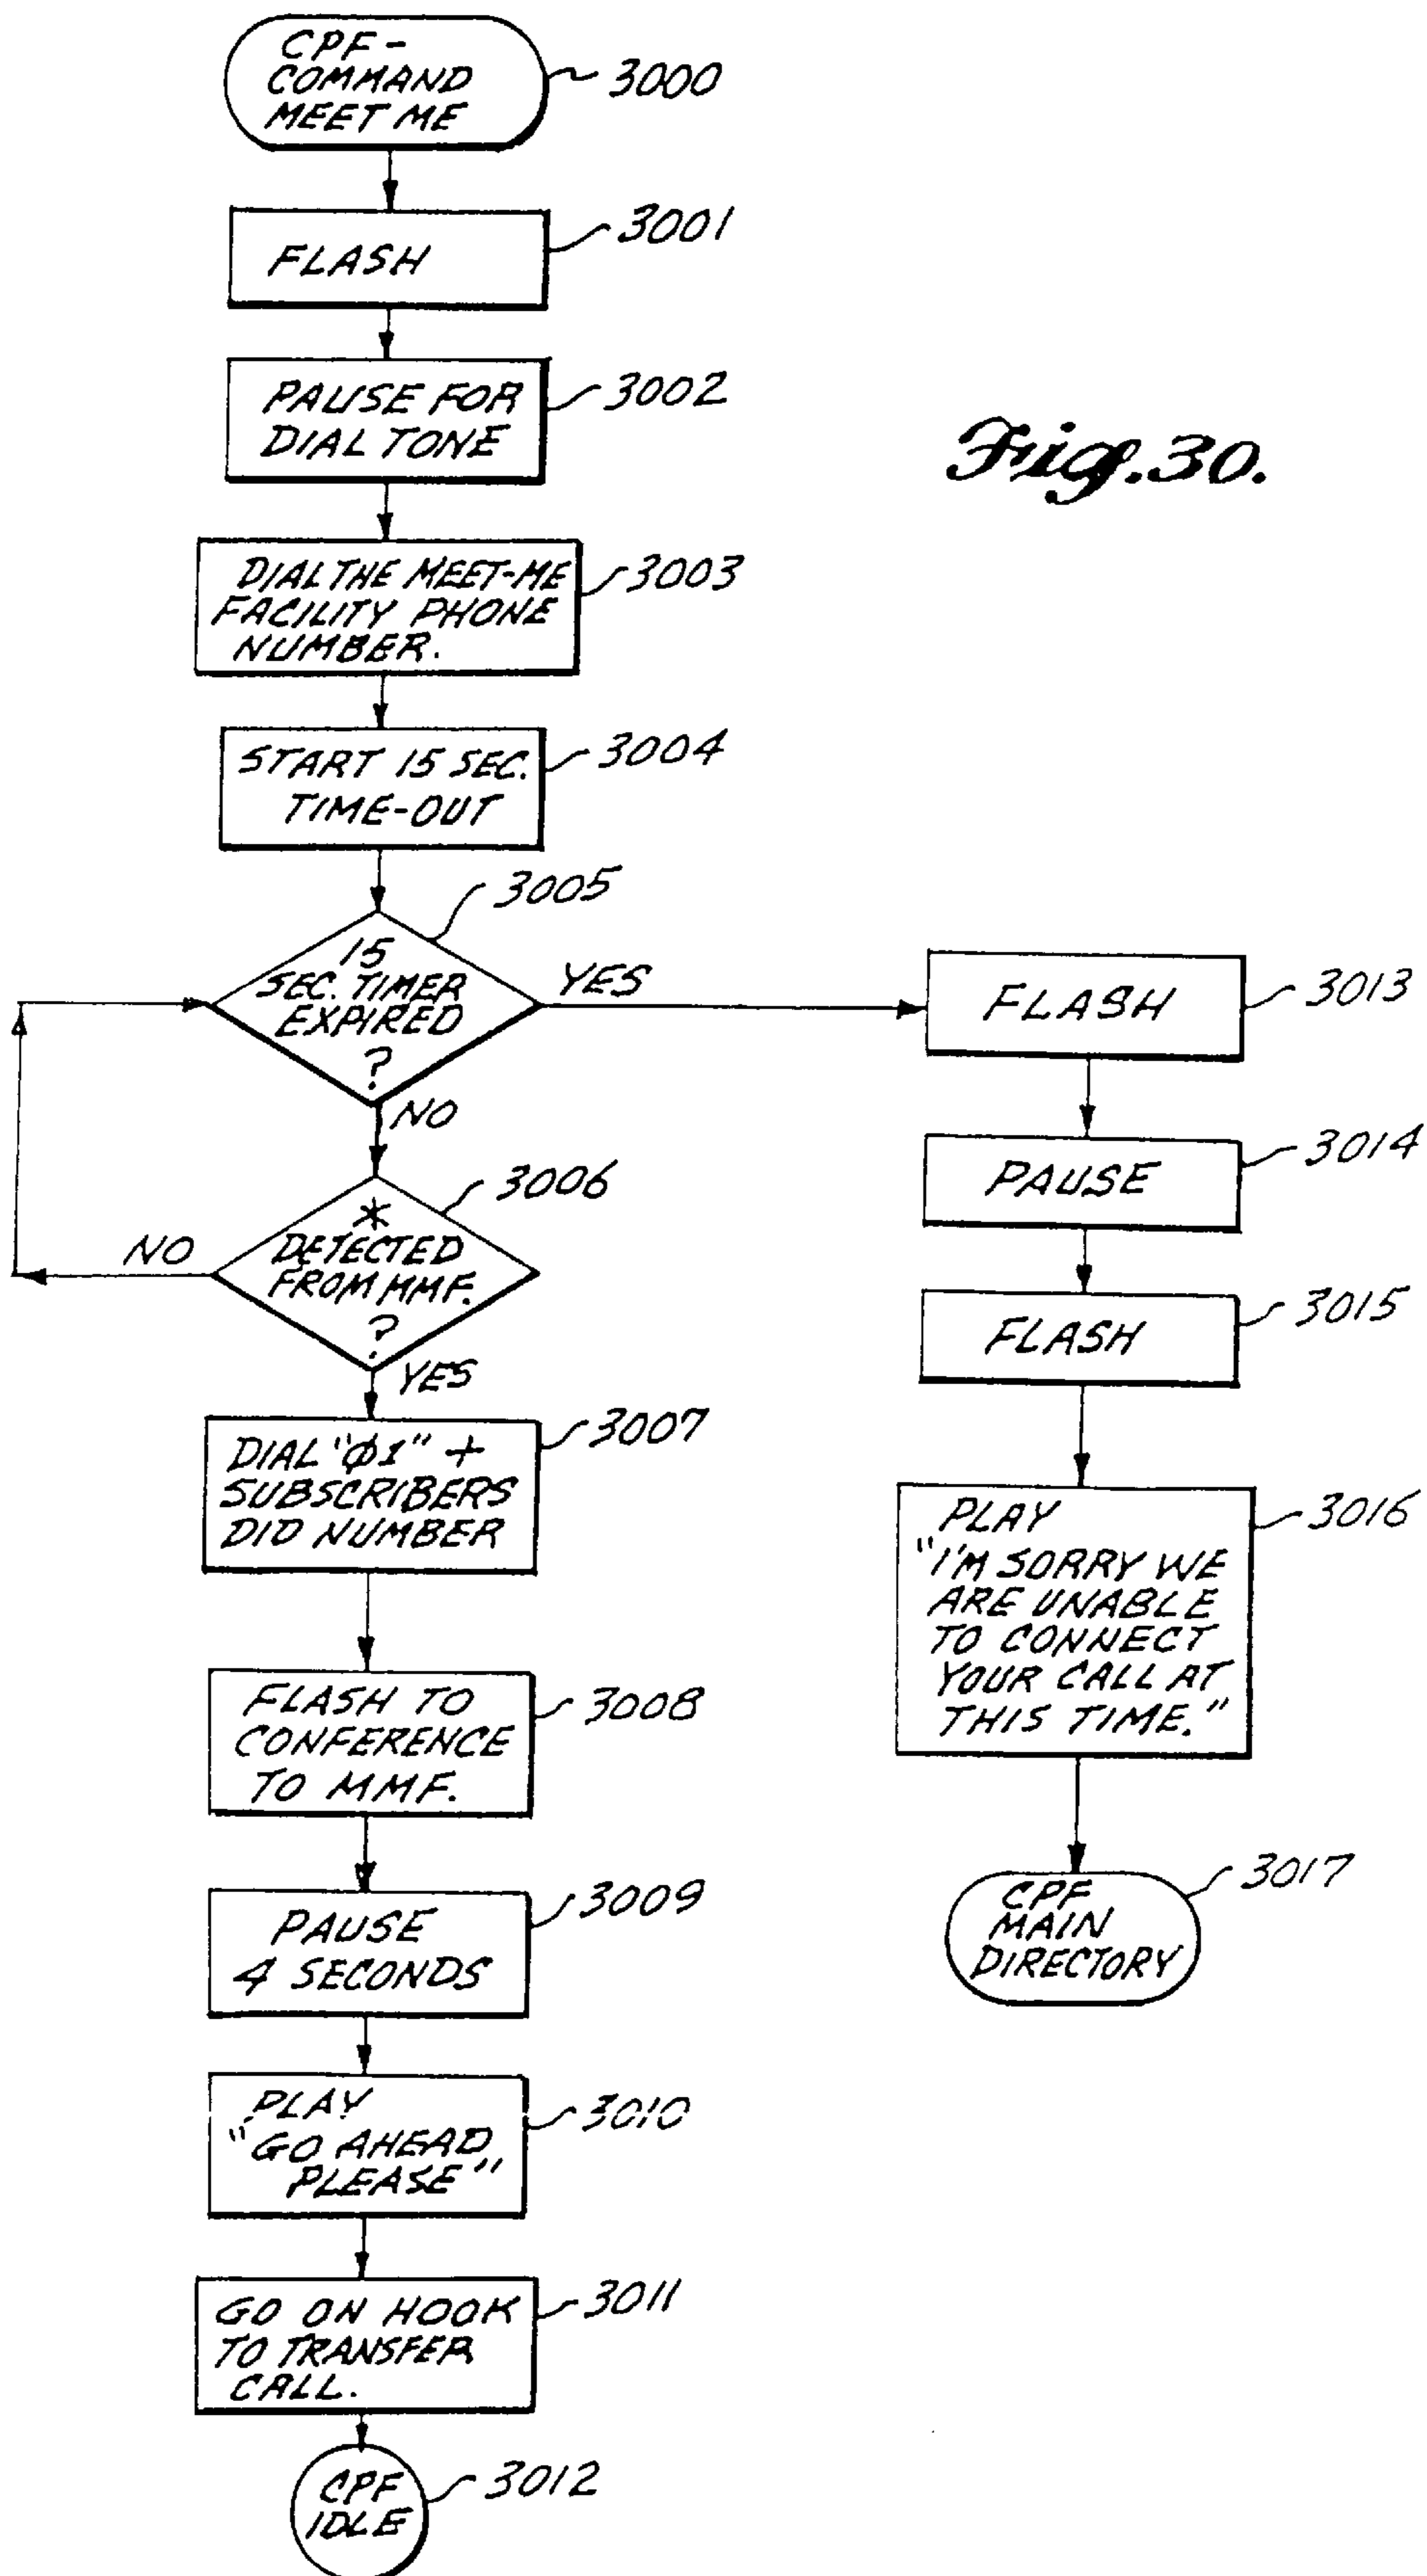 CPF-
COMMAND
MEET ME
3000
FLASH
3001
PAUSE FOR
DIAL TONE
3002
Fig. 30.
DIAL THE MEET-ME
FACILITY PHONE
NUMBER.
3003
START 15 SEC.
TIME-OUT
3004
3005
15
SEC. TIMER
EXPIRED
?
YES
NO
3006
*
DETECTED
FROM MMF.
?
NO
YES
DIAL "Ø1" +
SUBSCRIBERS
DID NUMBER
3007
FLASH TO
CONFERENCE
TO MMF.
3008
PAUSE
4 SECONDS
3009
PLAY
"GO AHEAD
PLEASE"
3010
GO ON HOOK
TO TRANSFER
CALL.
3011
CPF
IDLE
3012
FLASH
3013
PAUSE
3014
FLASH
3015
PLAY
"I'M SORRY WE
ARE UNABLE
TO CONNECT
YOUR CALL AT
THIS TIME."
3016
CPF
MAIN
DIRECTORY
3017